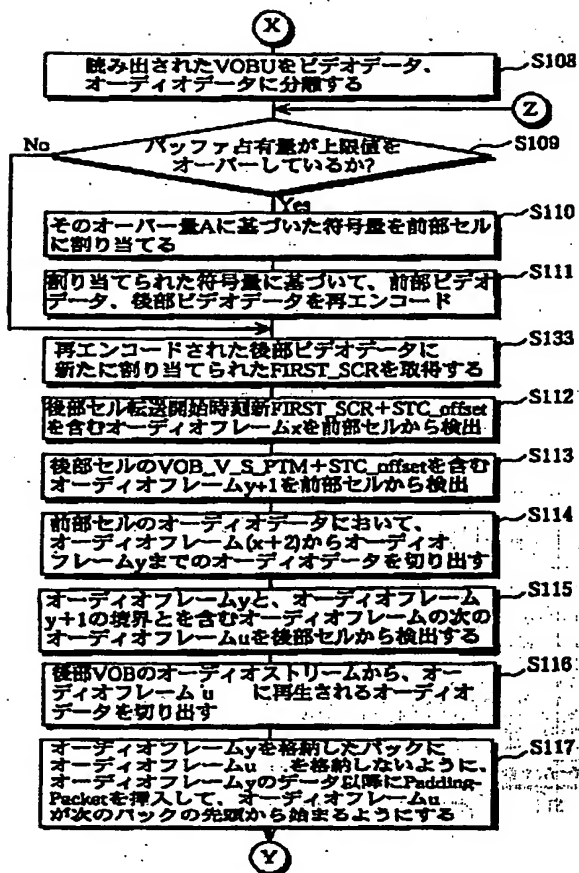 X
読み出されたVOBUをビデオデータ、
オーディオデータに分離する
S108
Z
バッファ占有量が上限値を
オーバーしているか?
S109
No
Yes
そのオーバー量Aに基づいた符号量を前部セル
に割り当てる
S110
割り当てられた符号量に基づいて、前部ビデオ
データ、後部ビデオデータを再エンコード
S111
再エンコードされた後部ビデオデータに
新たに割り当てられたFIRST_SCRを取得する
S133
後部セル転送開始時刻新FIRST_SCR+STC_offset
を含むオーディオフレームxを前部セルから検出
S112
後部セルのVOB_V_S_PTM+STC_offsetを含む
オーディオフレームy+1を前部セルから検出
S113
前部セルのオーディオデータにおいて、
オーディオフレーム(x+2)からオーディオ
フレームyまでのオーディオデータを切り出す
S114
オーディオフレームyと、オーディオフレーム
y+1の境界とを含むオーディオフレームの次の
オーディオフレームuを後部セルから検出する
S115
後部VOBのオーディオストリームから、オー
ディオフレームu に再生されるオーディオ
データを切り出す
S116
オーディオフレームyを格納したパックに
オーディオフレームu を格納しないように、
オーディオフレームyのデータ以降にPadding-
Packetを挿入して、オーディオフレームu
が次のパックの先頭から始まるようにする
S117
Y